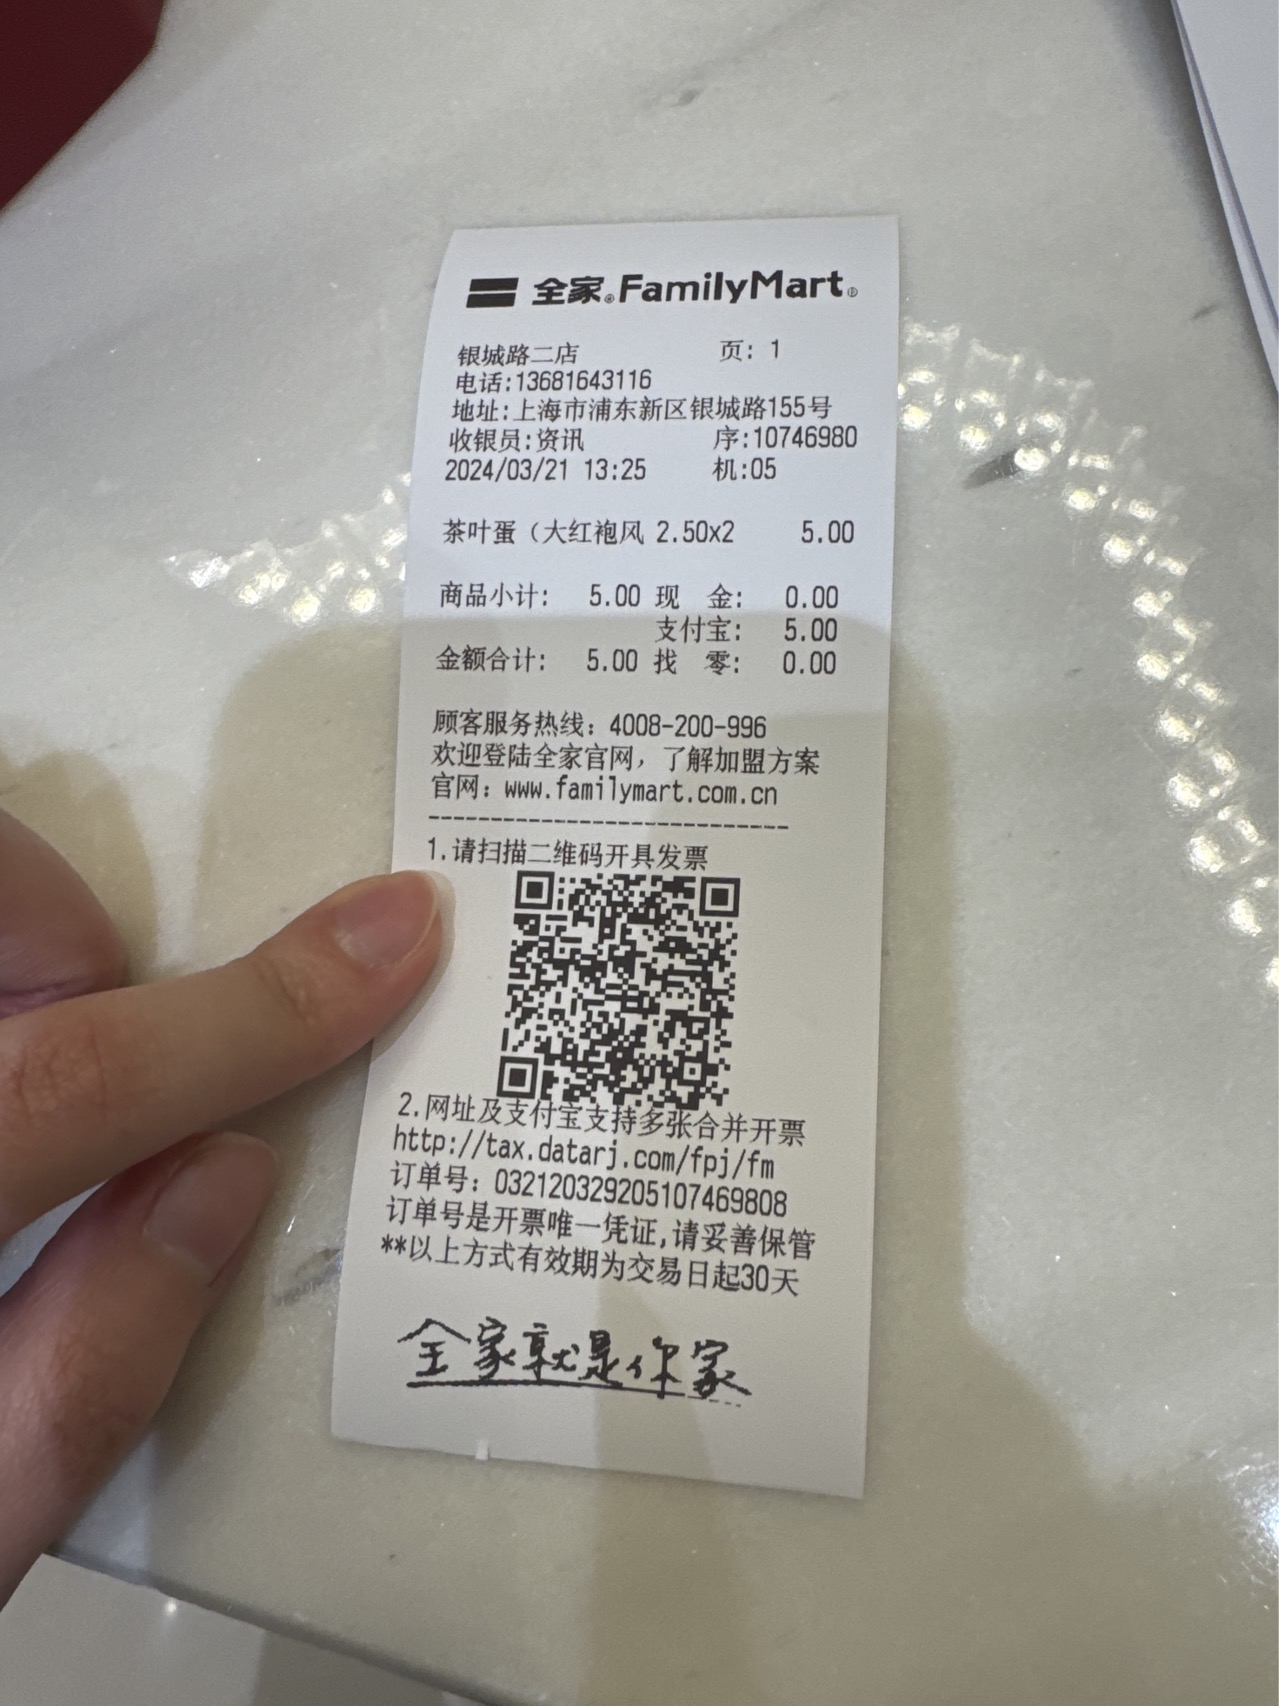 全家®FamilyMart®
银城路二店 页: 1
电话:13681643116
地址:上海市浦东新区银城路155号
收银员:资讯 序:10746980
2024/03/21 13:25 机:05
茶叶蛋（大红袍风 2.50x2 5.00
商品小计: 5.00 现 金: 0.00
支付宝: 5.00
金额合计: 5.00 找 零: 0.00
顾客服务热线: 4008-200-996
欢迎登陆全家官网，了解加盟方案
官网: www.familymart.com.cn
1.请扫描二维码开具发票
2.网址及支付宝支持多张合并开票
http://tax.datarj.com/fpj/fm
订单号: 032120329205107469808
订单号是开票唯一凭证,请妥善保管
**以上方式有效期为交易日起30天
全家就是你家